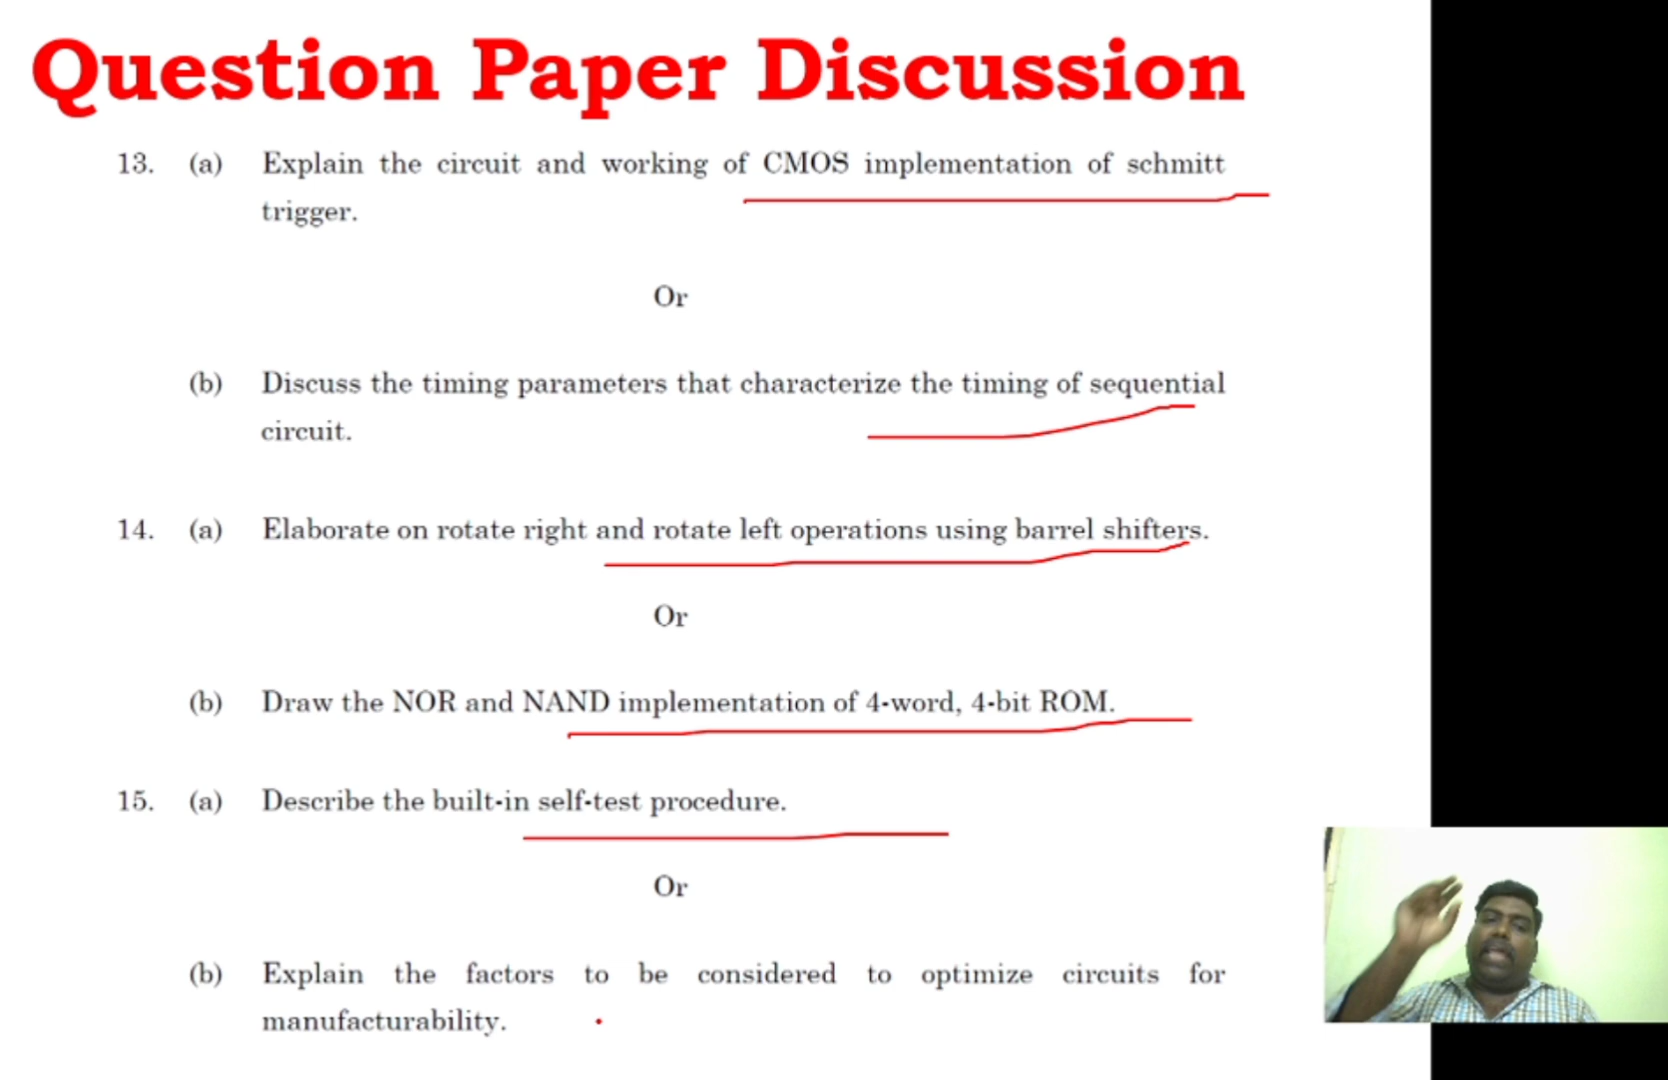 Question Paper Discussion
13. (a) Explain the circuit and working of CMOS implementation of schmitt
trigger.
Or
(b) Discuss the timing parameters that characterize the timing of sequential
circuit.
14. (a) Elaborate on rotate right and rotate left operations using barrel shifters.
Or
(b) Draw the NOR and NAND implementation of 4-word, 4-bit ROM.
15. (a) Describe the built-in self-test procedure.
Or
(b) Explain the factors to be considered to optimize circuits for
manufacturability.